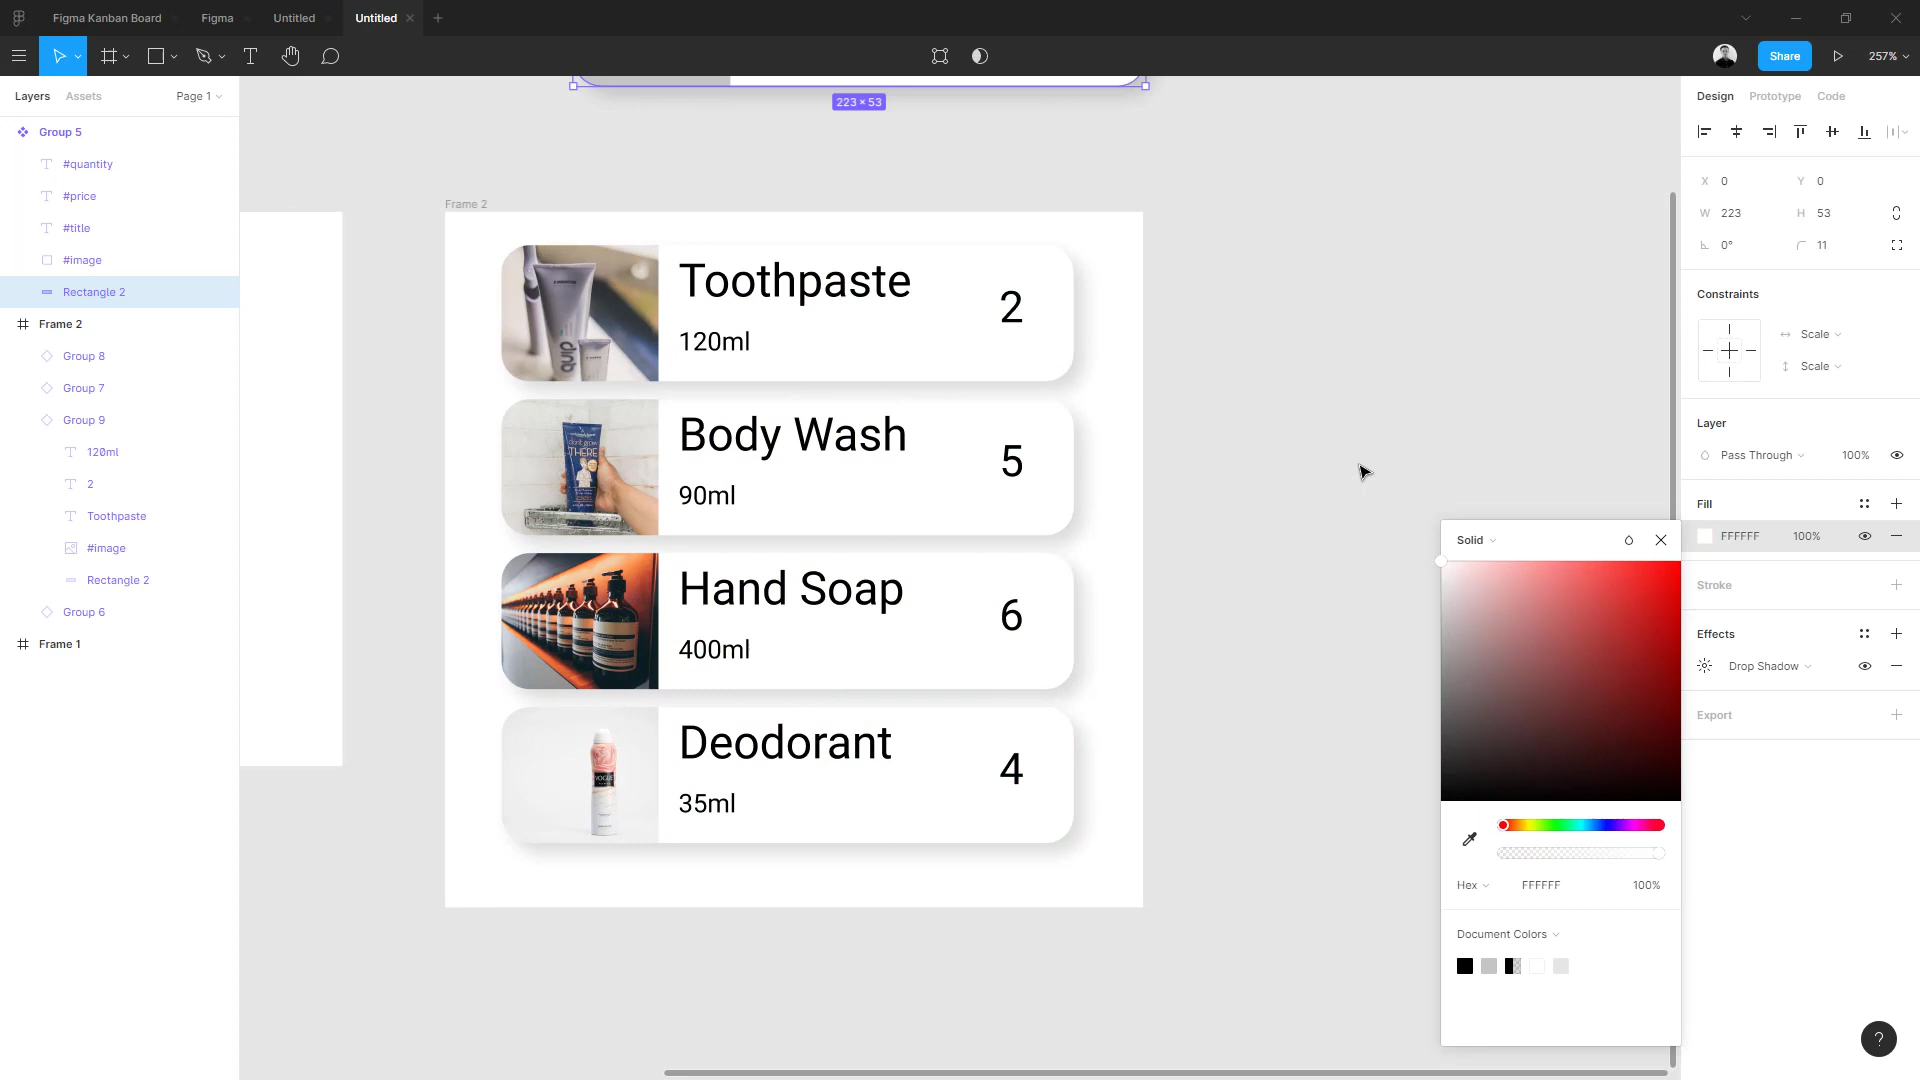 Figma Kanban Board
Figma
Untitled
Untitled
Share
257%
Layers
Assets
Page 1
Group 5
#quantity
#price
#title
#image
Rectangle 2
Frame 2
Group 8
Group 7
Group 9
120ml
2
Toothpaste
#image
Rectangle 2
Group 6
Frame 1
223 × 53
Frame 2
Toothpaste
120ml
2
dinb
Body Wash
90ml
5
THERE
Hand Soap
400ml
6
Deodorant
35ml
4
VOGUE
Design
Prototype
Code
X 0
Y 0
W 223
H 53
0°
11
Constraints
Scale
Scale
Layer
Pass Through
100%
Fill
FFFFFF
100%
Stroke
Effects
Drop Shadow
Export
Solid
Hex
FFFFFF
100%
Document Colors
?